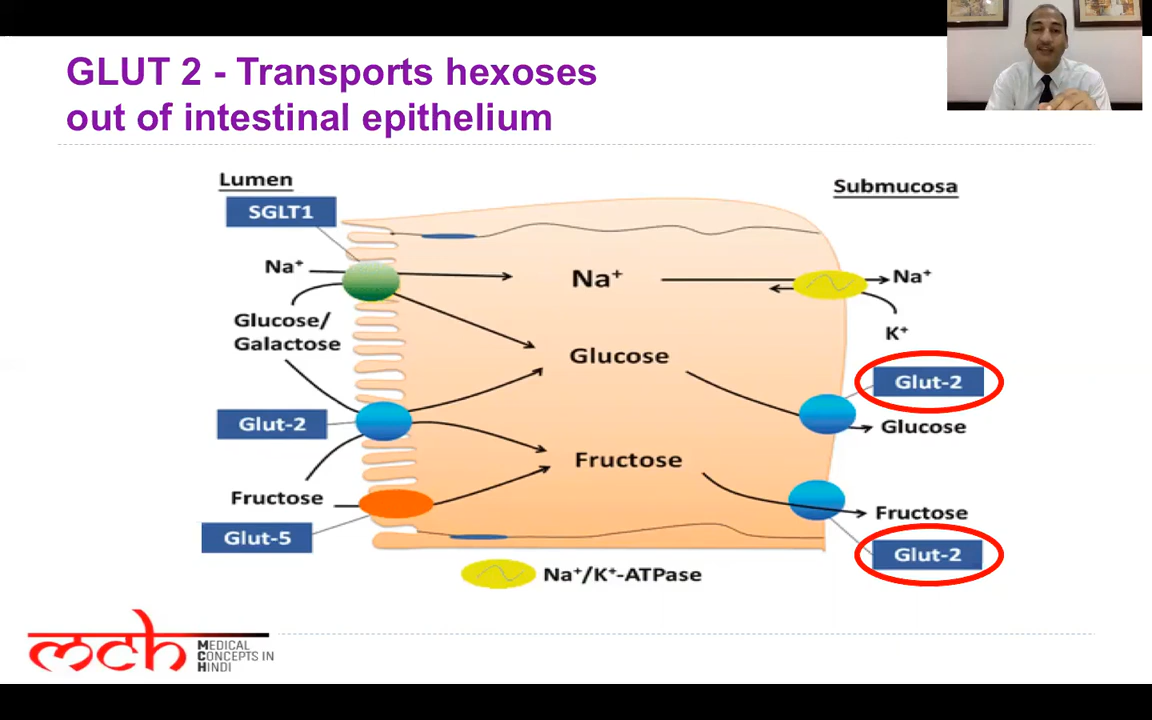 GLUT 2 - Transports hexoses
out of intestinal epithelium
Lumen
Submucosa
SGLT1
Na⁺
Na⁺
Na⁺
Glucose/
Galactose
K⁺
Glucose
Glut-2
Glut-2
Glucose
Fructose
Fructose
Fructose
Glut-5
Glut-2
Na⁺/K⁺-ATPase
mch
MEDICAL
CONCEPTS IN
HINDI